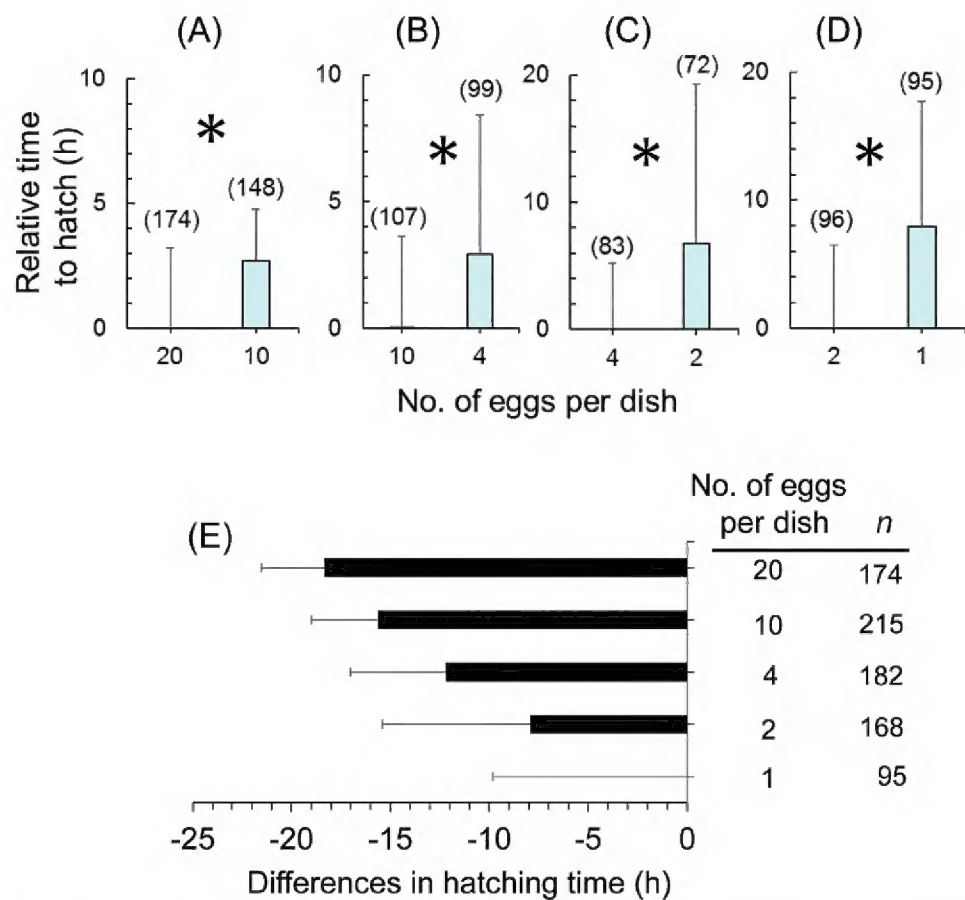 (A) (B) (C) (D)
Relative time
to hatch (h)
10 10 20 20
5 5 10 10
0 0 0 0
(174) (148) (107) (99) (83) (72) (96) (95)
* * * *
20 10 10 4 4 2 2 1
No. of eggs per dish
(E)
No. of eggs
per dish n
20 174
10 215
4 182
2 168
1 95
-25 -20 -15 -10 -5 0
Differences in hatching time (h)